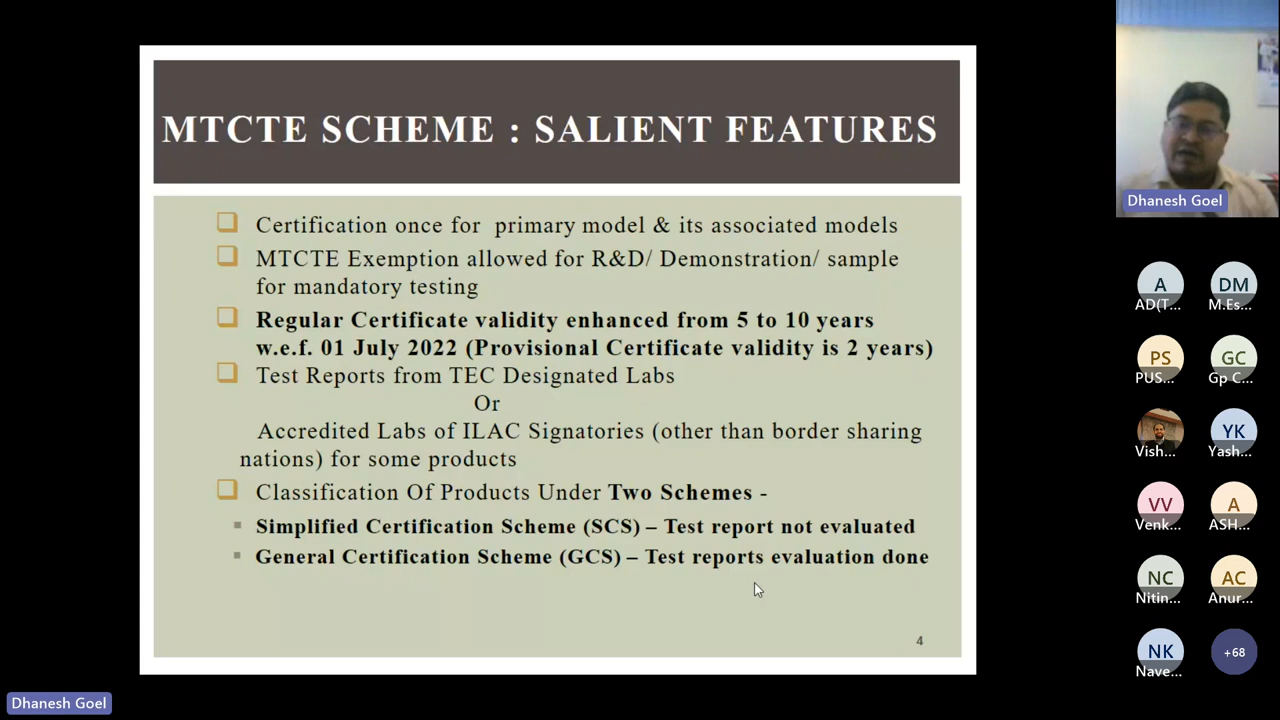 MTCTE SCHEME : SALIENT FEATURES
Certification once for primary model & its associated models
MTCTE Exemption allowed for R&D/ Demonstration/ sample
for mandatory testing
Regular Certificate validity enhanced from 5 to 10 years
w.e.f. 01 July 2022 (Provisional Certificate validity is 2 years)
Test Reports from TEC Designated Labs
Or
Accredited Labs of ILAC Signatories (other than border sharing
nations) for some products
Classification Of Products Under Two Schemes -
Simplified Certification Scheme (SCS) – Test report not evaluated
General Certification Scheme (GCS) – Test reports evaluation done
4
Dhanesh Goel
A DM
AD(T... M.Es...
PS GC
PUS... Gp C...
YK
Vish... Yash...
VV A
Venk... ASH...
NC AC
Nitin... Anur...
NK +68
Nave...
Dhanesh Goel